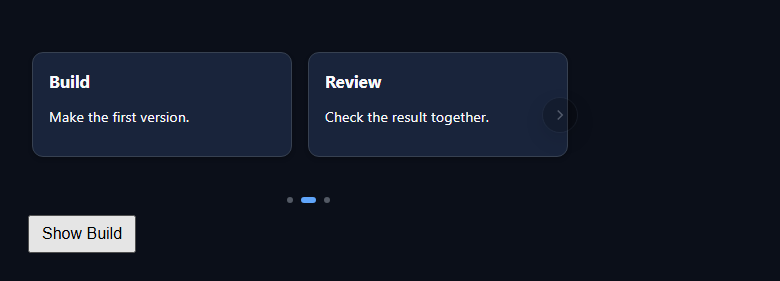 Build
Make the first version.
Review
Check the result together.
Show Build